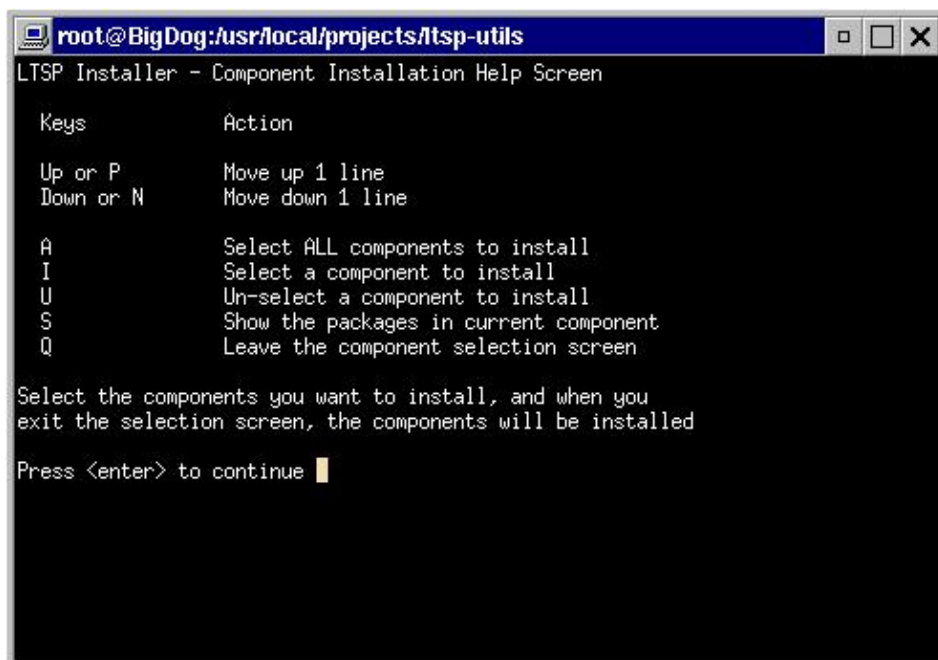 root@BigDog:/usr/local/projects/ltsp-utils
LTSP Installer - Component Installation Help Screen
Keys Action
Up or P Move up 1 line
Down or N Move down 1 line
A Select ALL components to install
I Select a component to install
U Un-select a component to install
S Show the packages in current component
Q Leave the component selection screen
Select the components you want to install, and when you
exit the selection screen, the components will be installed
Press <enter> to continue